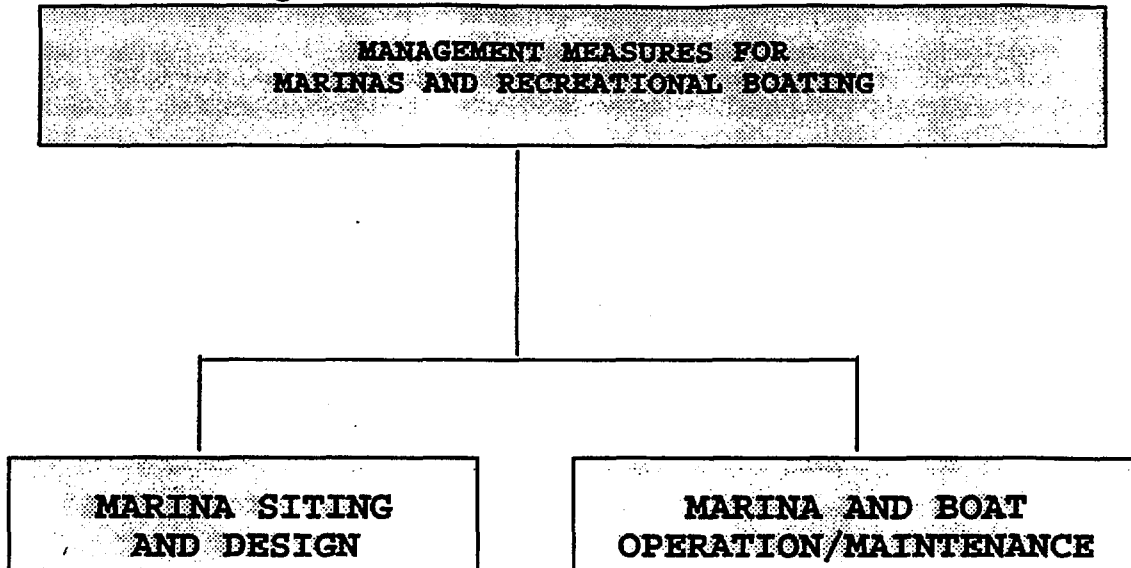 MANAGEMENT MEASURES FOR
MARINAS AND RECREATIONAL BOATING
MARINA SITING
AND DESIGN
MARINA AND BOAT
OPERATION/MAINTENANCE